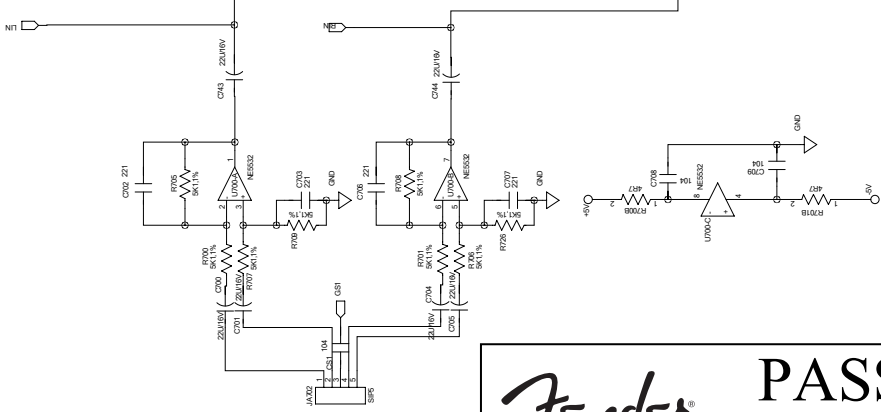 LIN
RIN
22U/16V
C743
22U/16V
C744
C702
221
R705
5K1,1%
1
U700-A
NE5532
2
3
C703
221
GND
5K1,1%
R709
C706
221
R708
5K1,1%
7
U700-B
NE5532
6
5
C707
221
GND
5K1,1%
R726
R700
5K1,1%
C700
22U/16V
R707
5K1,1%
22U/16V
C701
GS1
104
CS1
R701
5K1,1%
C704
22U/16V
R706
5K1,1%
22U/16V
C705
JA702
1
2
3
4
5
SIP5
+5V
2
R700B
4R7
1
C708
104
8
NE5532
U700-C
4
104
C709
GND
2
4R7
R701B
1
-5V
Fender®
PASS